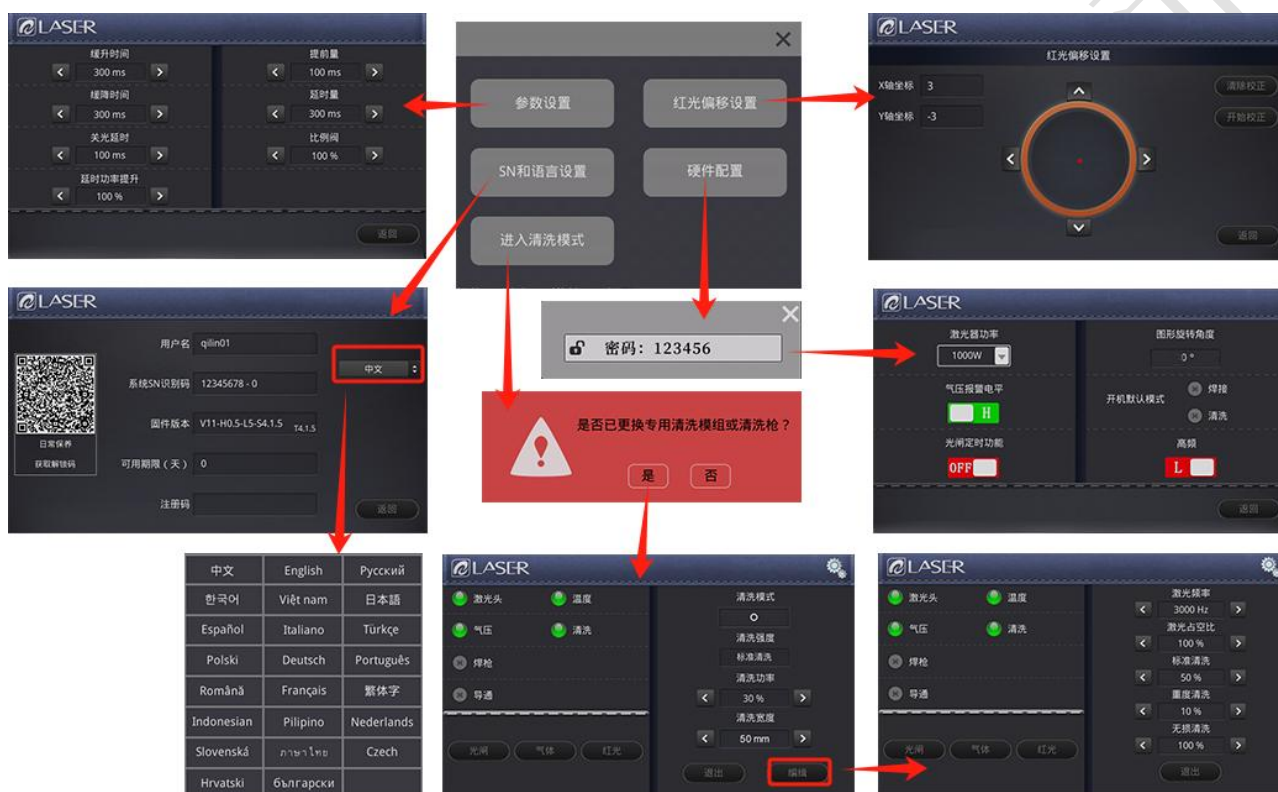 LASER
缓升时间
300 ms
缓降时间
300 ms
关光延时
100 ms
延时功率提升
100 %
提前量
100 ms
延时量
300 ms
比例阀
100 %
返回
参数设置
红光偏移设置
SN和语言设置
硬件配置
进入清洗模式
LASER
红光偏移设置
X轴坐标 3
Y轴坐标 -3
清除校正
开始校正
返回
LASER
日常保养
获取解锁码
用户名 qilin01
系统SN识别码 12345678 - 0
固件版本 V11-H0.5-L5-S4.1.5 T4.1.5
可用期限（天） 0
注册码
中文
返回
密码：123456
是否已更换专用清洗模组或清洗枪？
是 否
LASER
激光器功率
1000W
气压报警电平
H
光闸定时功能
OFF
图形旋转角度
0 °
开机默认模式
焊接
清洗
高频
L
返回
中文 English Русский
한국어 Việt nam 日本語
Español Italiano Türkçe
Polski Deutsch Português
Română Français 繁体字
Indonesian Pilipino Nederlands
Slovenská ภาษาไทย Czech
Hrvatski български
LASER
激光头 温度
气压 清洗
焊枪
导通
光闸 气体 红光
清洗模式
清洗强度
标准清洗
清洗功率
30 %
清洗宽度
50 mm
退出 编辑
LASER
激光头 温度
气压 清洗
焊枪
导通
光闸 气体 红光
激光频率
3000 Hz
激光占空比
100 %
标准清洗
50 %
重度清洗
10 %
无损清洗
100 %
退出